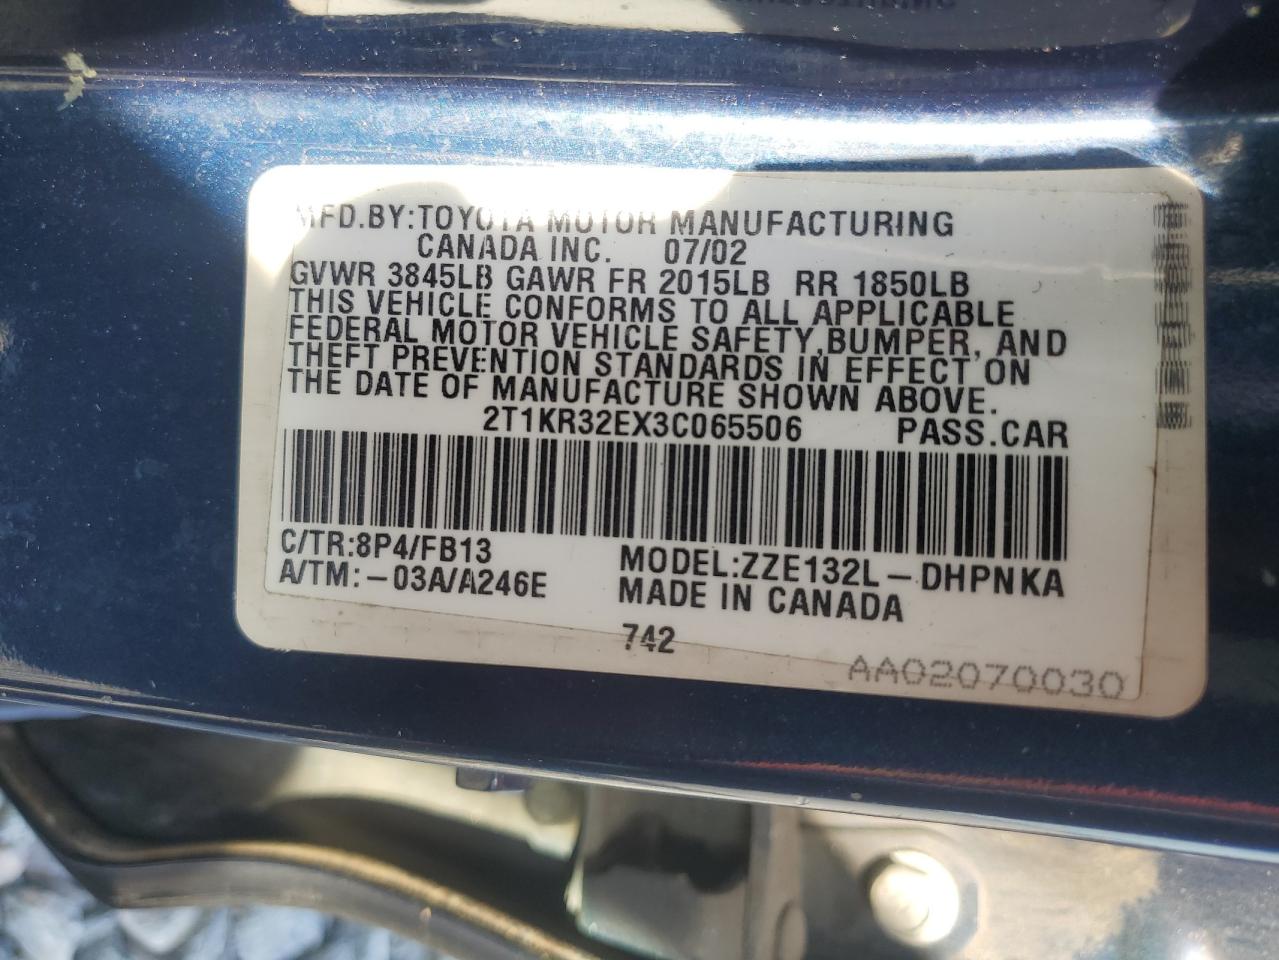 MFD.BY:TOYOTA MOTOR MANUFACTURING
CANADA INC. 07/02
GVWR 3845LB GAWR FR 2015LB RR 1850LB
THIS VEHICLE CONFORMS TO ALL APPLICABLE
FEDERAL MOTOR VEHICLE SAFETY,BUMPER, AND
THEFT PREVENTION STANDARDS IN EFFECT ON
THE DATE OF MANUFACTURE SHOWN ABOVE.
2T1KR32EX3C065506 PASS.CAR
C/TR:8P4/FB13 MODEL:ZZE132L-DHPNKA
A/TM:-03A/A246E MADE IN CANADA
742
AA02070030